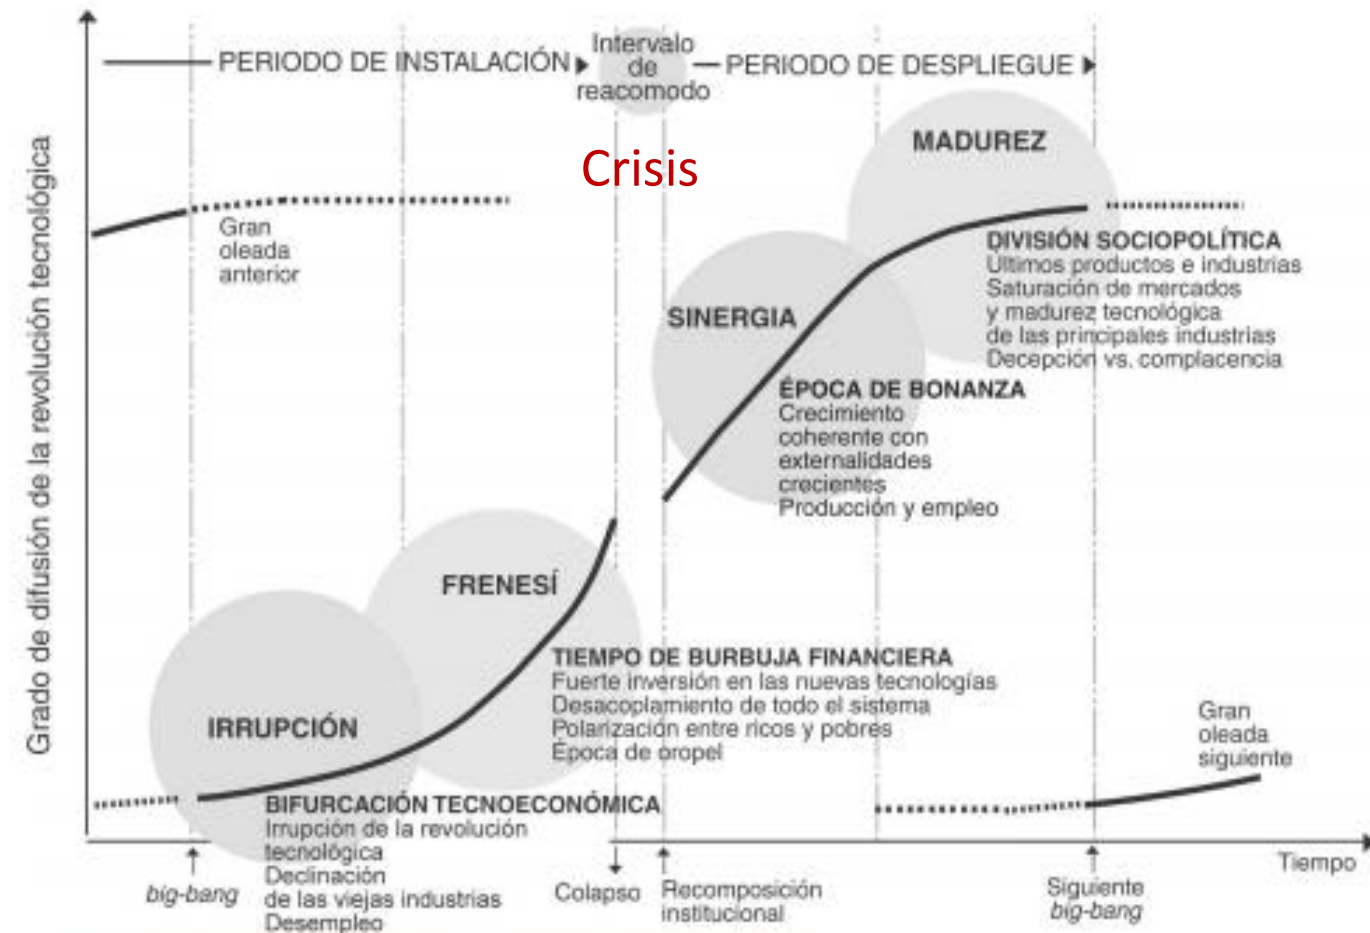 Grado de difusión de la revolución tecnológica
PERIODO DE INSTALACIÓN
Intervalo
de
reacomodo
PERIODO DE DESPLIEGUE
Crisis
Gran
oleada
anterior
MADUREZ
DIVISIÓN SOCIOPOLÍTICA
Ultimos productos e industrias
Saturación de mercados
y madurez tecnológica
de las principales industrias
Decepción vs. complacencia
SINERGIA
ÉPOCA DE BONANZA
Crecimiento
coherente con
externalidades
crecientes
Producción y empleo
FRENESÍ
TIEMPO DE BURBUJA FINANCIERA
Fuerte inversión en las nuevas tecnologías
Desacoplamiento de todo el sistema
Polarización entre ricos y pobres
Época de oropel
IRRUPCIÓN
BIFURCACIÓN TECNOECONÓMICA
Irrupción de la revolución
tecnológica
Declinación
de las viejas industrias
Desempleo
Gran
oleada
siguiente
big-bang
Colapso
Recomposición
institucional
Siguiente
big-bang
Tiempo